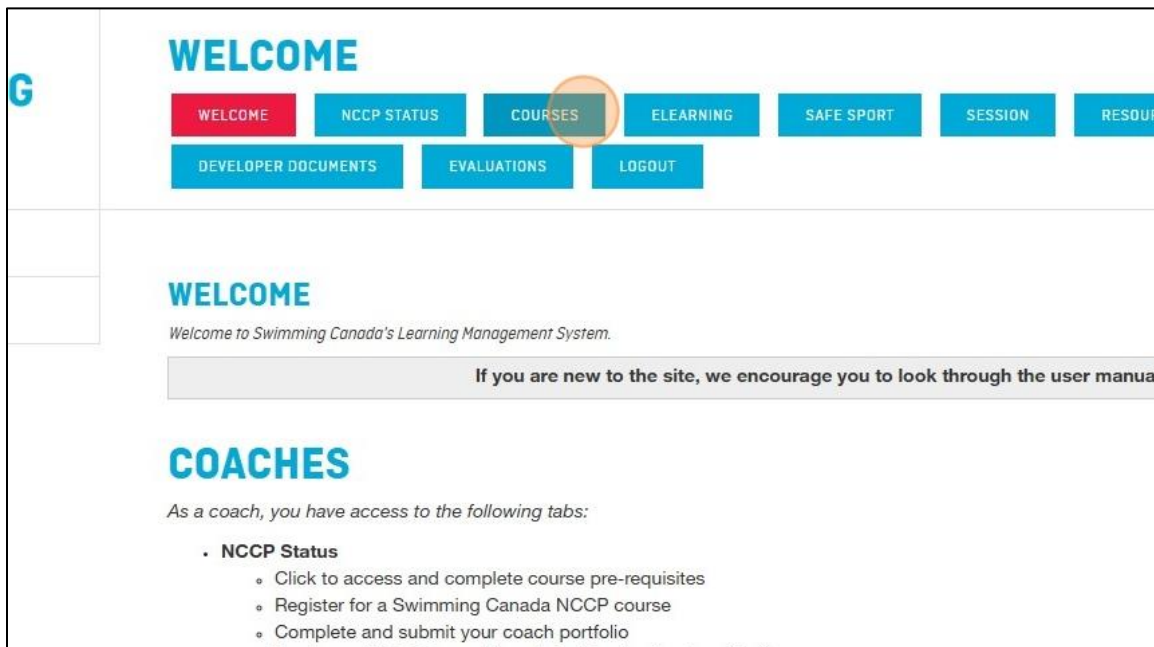 G
WELCOME
WELCOME NCCP STATUS COURSES ELEARNING SAFE SPORT SESSION RESOUR
DEVELOPER DOCUMENTS EVALUATIONS LOGOUT
WELCOME
Welcome to Swimming Canada's Learning Management System.
If you are new to the site, we encourage you to look through the user manua
COACHES
As a coach, you have access to the following tabs:
• NCCP Status
Click to access and complete course pre-requisites
Register for a Swimming Canada NCCP course
Complete and submit your coach portfolio